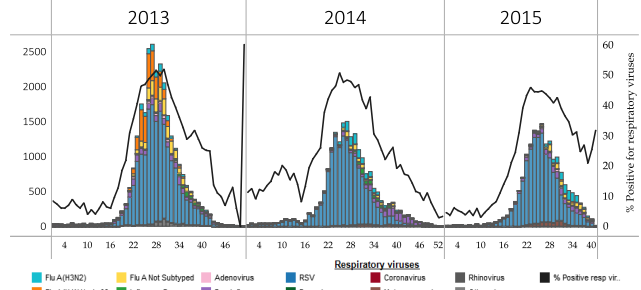 2013 2014 2015
2500 60
2000 50
1500 40
1000 30
500 20
0 10
0
% Positive for respiratory viruses
4 10 16 22 28 34 40 46 4 10 16 22 28 34 40 46 52 4 10 16 22 28 34 40
Respiratory viruses
Flu A(H3N2) Flu A Not Subtyped Adenovirus RSV Coronavirus Rhinovirus % Positive resp vir..